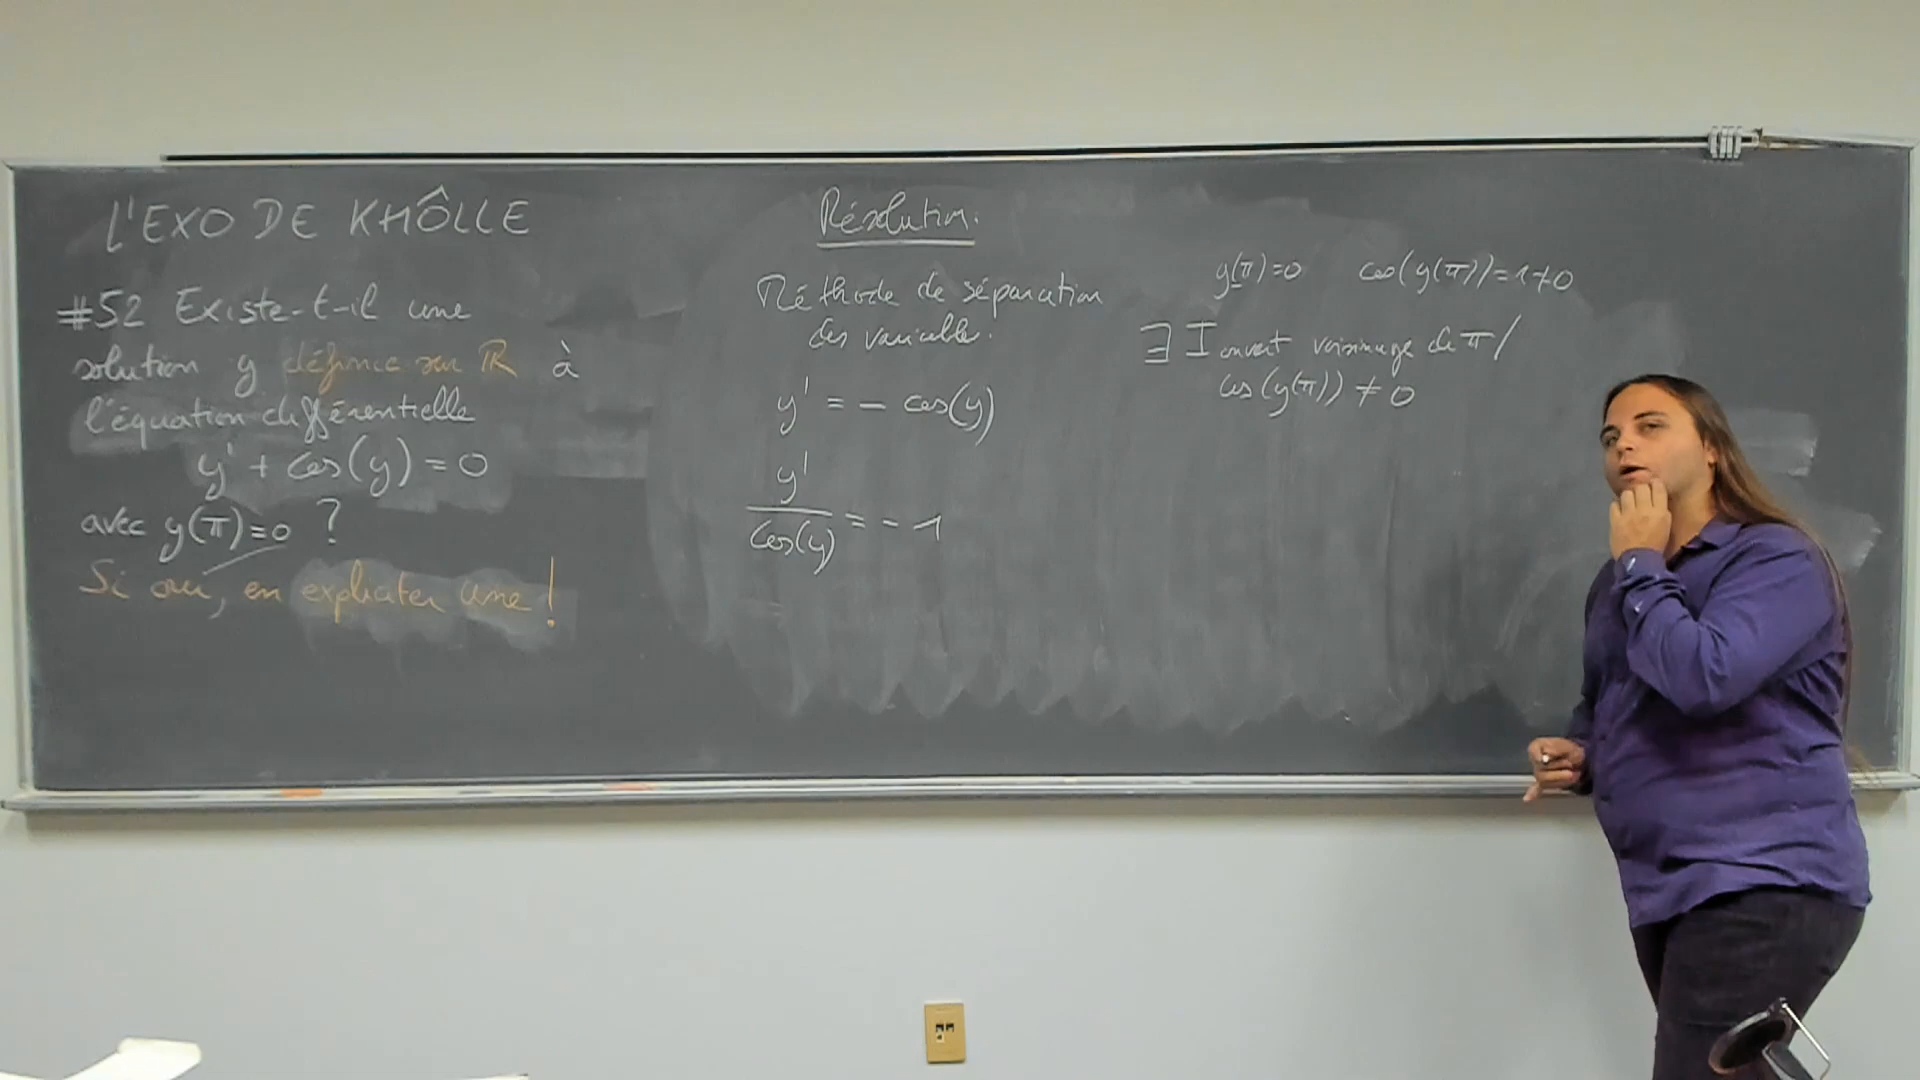 L'EXO DE KHÔLLE
#52 Existe-t-il une
solution y définie sur ℝ à
l'équation différentielle
y' + cos(y) = 0
avec y(π)=0 ?
Si oui, en expliciter une !
Résolution.
Méthode de séparation
des variables.
y' = - cos(y)
y'/cos(y) = -1
y(π)=0 cos(y(π))=1≠0
∃ I ouvert voisinage de π /
cos(y(π)) ≠ 0